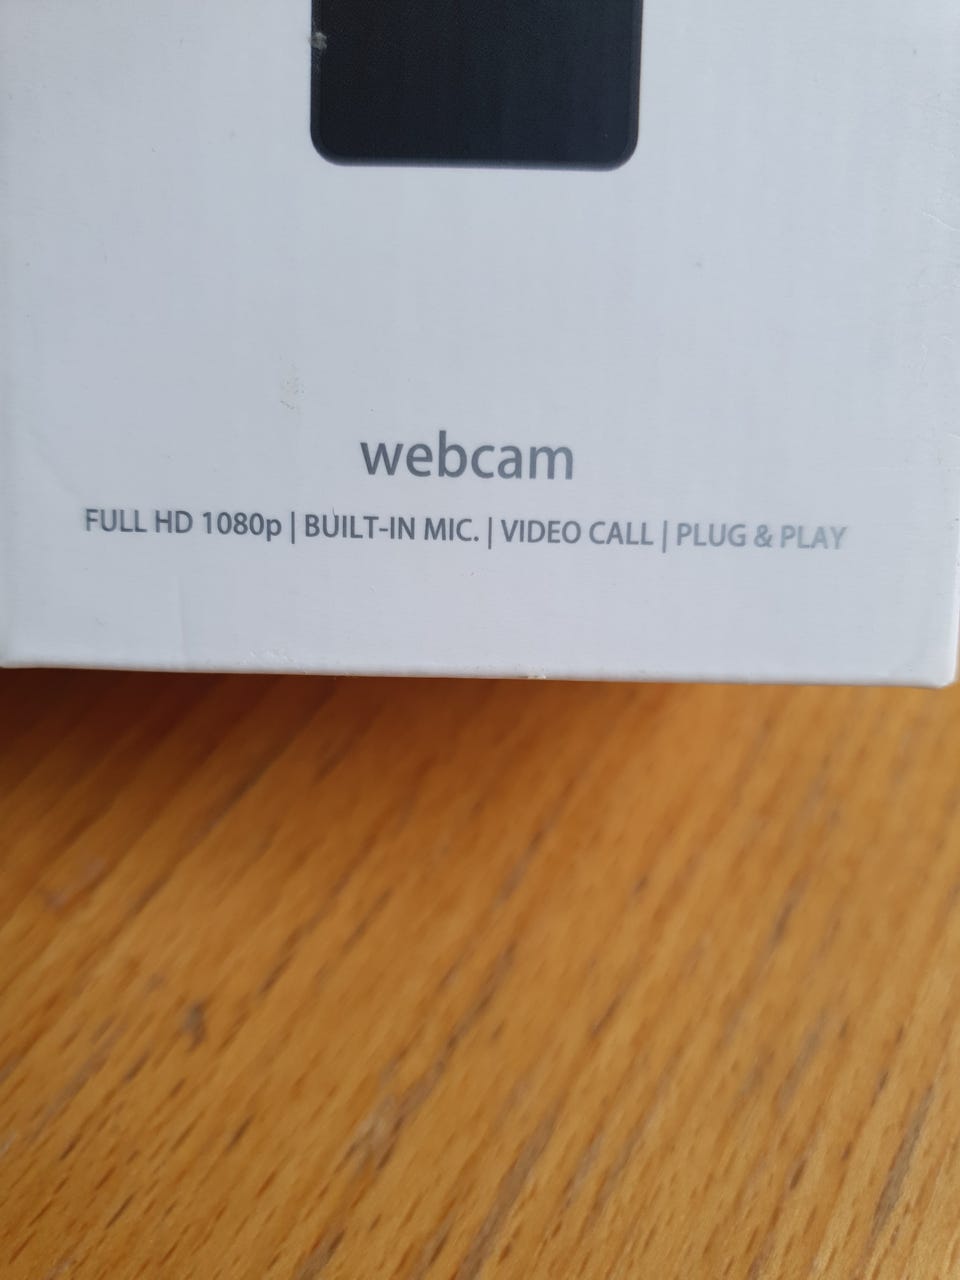 webcam
FULL HD 1080p | BUILT-IN MIC. | VIDEO CALL | PLUG & PLAY